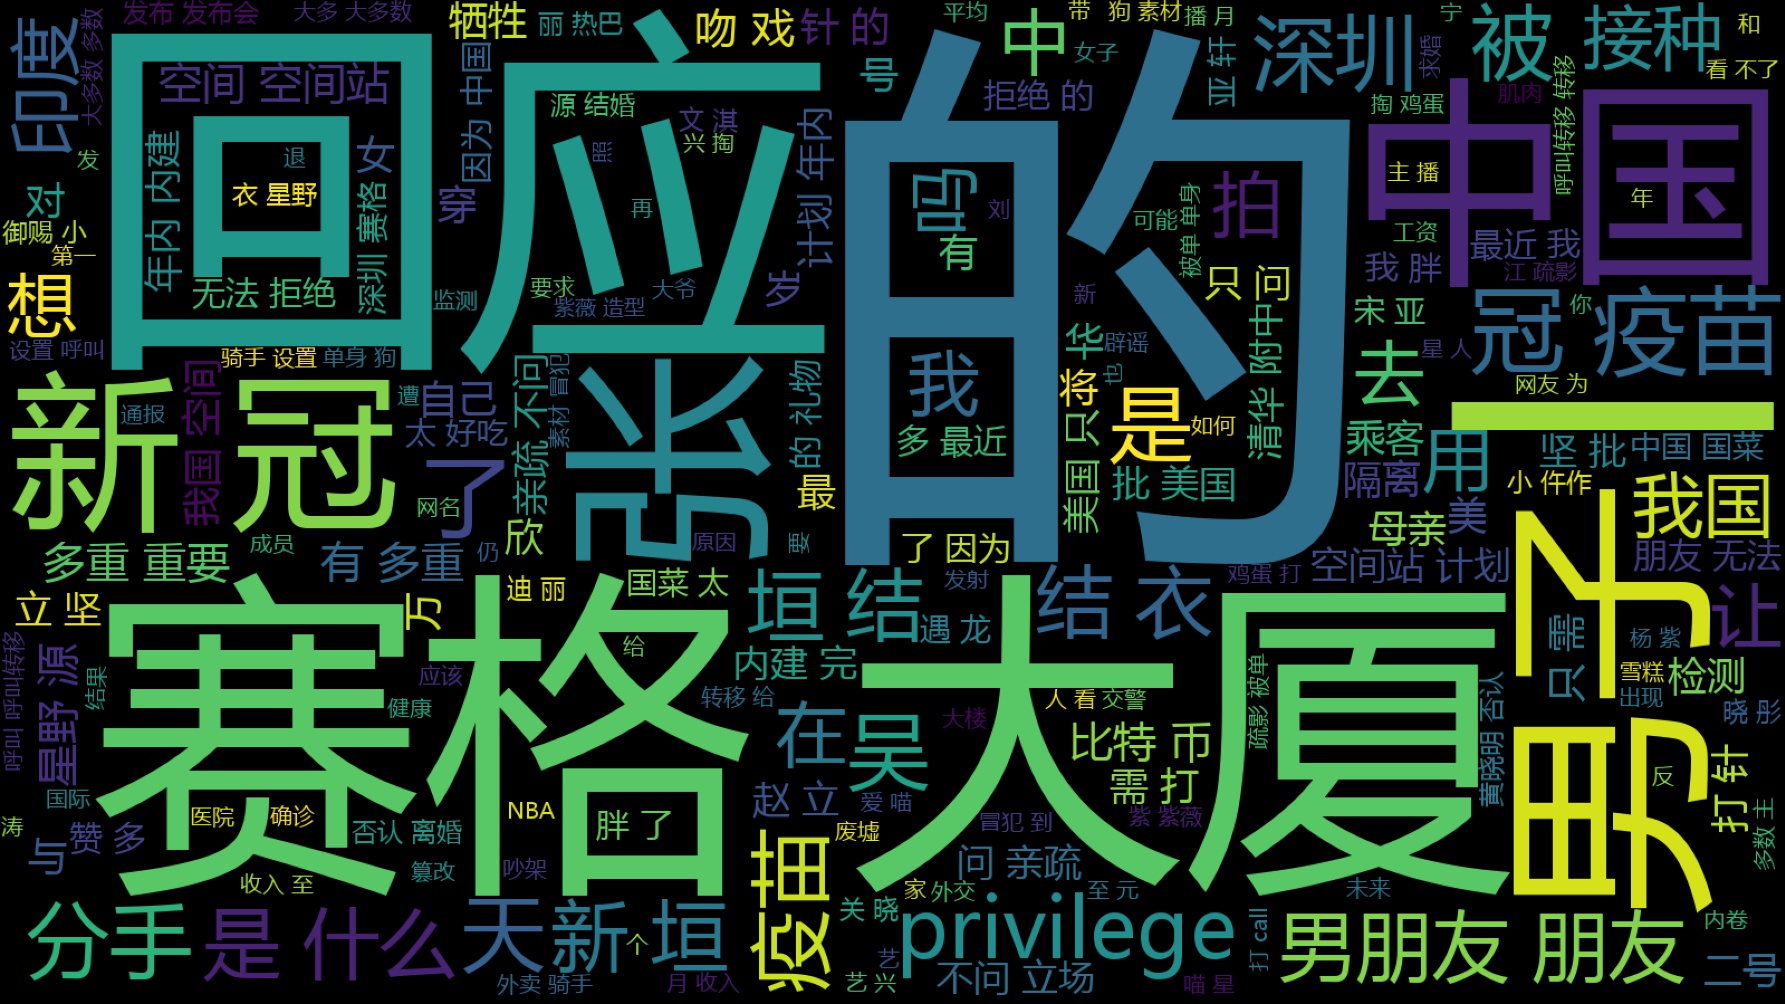 发布 发布会
大多 大多数
牺牲
丽 热巴
吻 戏
针 的
平均
中
带
狗 素材
播 月
宁
被
接种
和
印度
大多数 多数
回应
的
女子
号
亚 轩
深圳
求婚
看 不了
空间 空间站
因为 中国
源 结婚
文 淇
兴 掏
拒绝 的
掏 鸡蛋
肌肉
呼叫转移 转移
中国
发
年内 内建
退
女
照
年内
吗
刘
可能
被单 单身
拍
主 播
年
对
衣 星野
深圳 赛格
穿
再
计划 年内
有
工资
最近 我
御赐 小
第一
无法 拒绝
监测
要求
紫薇 造型
大爷
岁
新
只 问
我 胖
江 疏影
想
设置 呼叫
骑手 设置
单身 狗
华
辟谣
清华 附中
宋 亚
星 人
你
冠 疫苗
新冠
通报
我国 空间
遭
自己
亲疏 不问
素材 冒犯
张
的 礼物
我
将
也
是
如何
去
网友 为
一
太 好吃
了
网名
最
多 最近
美国 只
批 美国
乘客
隔离
用
坚 批
中国 国菜
小 仵作
我国
多重 重要
成员
有 多重
仍
欣
原因
要
了 因为
母亲
美
朋友 无法
立 坚
万
迪 丽
国菜 太
垣 结
发射
结 衣
鸡蛋 打
空间站 计划
男子
让
呼叫 呼叫转移
星野 源
结果
赛格大厦
应该
给
遇 龙
内建 完
只 需
杨 紫
检测
健康
转移 给
人 看
交警
疏影 被单
黄晓明 否认
雪糕
出现
晓 彤
国际
在
吴
大楼
比特 币
需 打
反
打 针
涛
与
赞 多
医院
确诊
否认 离婚
NBA
胖 了
赵 立
爱 喵
冒犯 到
紫 紫薇
多数 主
收入 至
篡改
吵架
疫苗
废墟
问 亲疏
家
外交
至 元
未来
分手
是 什么
天
新 垣
个
关 晓
privilege
打 call
男朋友 朋友
内卷
外卖 骑手
月 收入
艺
艺 兴
不问 立场
喵 星
二号